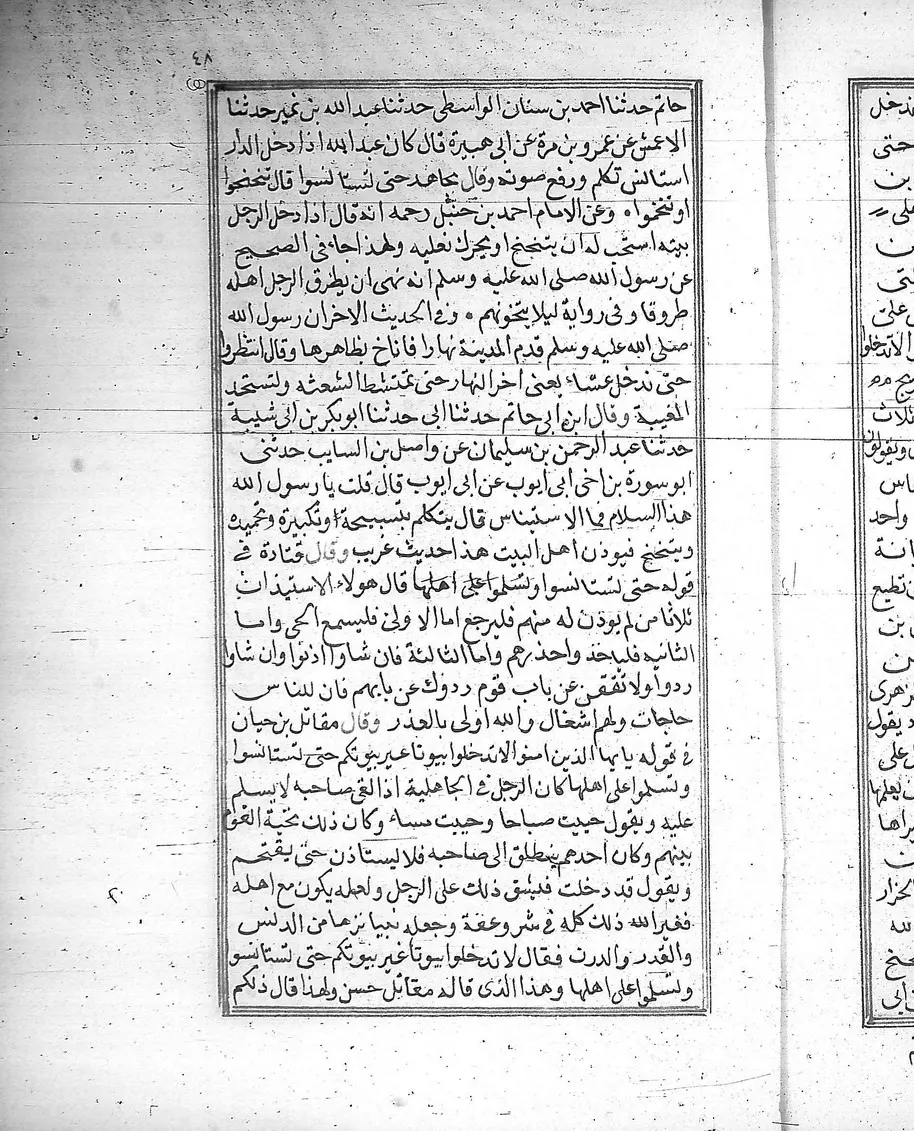 ٤٨
حاتم حدثنا احمد بن سنان الواسطى حدثنا عبد الله بن نمير حدثنا
الاعمش عن عمرو بن مرة عن ابى هبيرة قال كان عبد الله اذا دخل الدار
استانس تكلم ورفع صوته وقال مجاهد حتى تستانسوا قال تنحنحوا
او تنخموا ٥ وعن الامام احمد بن حنبل رحمه الله قال اذا دخل الرجل
بيته استحب له ان يتنحنح او يحرك نعليه ولهذا جاء فى الصحيح
عن رسول الله صلى الله عليه وسلم انه نهى ان يطرق الرجل اهله
طروقا وفى رواية ليلا يتخونهم ٠ وفى الحديث الاخران رسول الله
صلى الله عليه وسلم قدم المدينة نهارا فاناخ بظاهرها وقال انتظروا
حتى ندخل عشاء يعنى اخر النهار حتى تمتشط الشعثه وتستحد
المغيبة وقال ابن ابى حاتم حدثنا ابى حدثنا ابو بكر بن ابى شيبة
حدثنا عبد الرحمن بن سليمان عن واصل بن السايب حدثنى
ابو سورة بن اخى ابى ايوب عن ابى ايوب قال قلت يا رسول الله
هذا السلام فما الاستيناس قال يتكلم بتسبيحة وتكبيرة وتحميده
ويتنحنح فيوذن اهل البيت هذا حديث غريب وقال قتادة فى
قوله حتى تستانسوا وتسلموا على اهلها قال هولاء الاستيذان
ثلاثا من لم يوذن له منهم فليرجع اما الاولى فليسمع الحى واما
الثانيه فلياخذ واحذرهم واما الثالثة فان شاوا اذنوا وان شاوا
ردوا ولا تقفن عن باب قوم ردوك عن بابهم فان للناس
حاجات ولهم اشغال والله اولى بالعذر وقال مقاتل بن حيان
فى قوله يايها الذين امنوا لا تدخلوا بيوتا غير بيوتكم حتى تستانسوا
وتسلموا على اهلها كان الرجل فى الجاهلية اذا لقى صاحبه لا يسلم
عليه ويقول حييت صباحا وحييت مساء وكان ذلك تحية القوم
بينهم وكان احدهم ينطلق الى صاحبه فلا يستاذن حتى يقتحم
ويقول قد دخلت فيشق ذلك على الرجل ولعله يكون مع اهله
فغير الله ذلك كله فى ستر وعفة وجعله نقيا نزها من الدنس
والقذر والدرن فقال لا تدخلوا بيوتا غير بيوتكم حتى تستانسوا
وتسلموا على اهلها وهذا الذى قاله مقاتل حسن ولهذا قال ذلكم